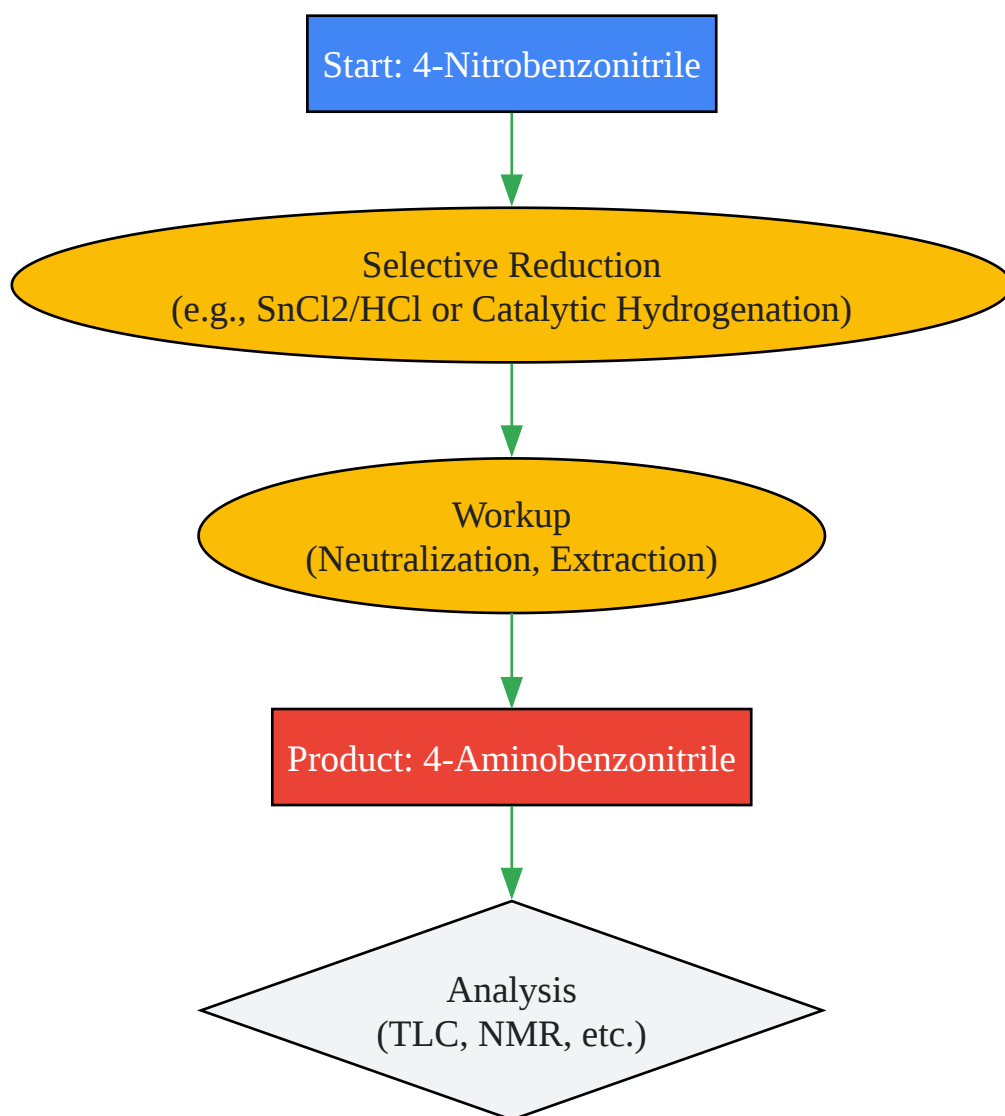 Start: 4-Nitrobenzonitrile
Selective Reduction
(e.g., SnCl2/HCl or Catalytic Hydrogenation)
Workup
(Neutralization, Extraction)
Product: 4-Aminobenzonitrile
Analysis
(TLC, NMR, etc.)